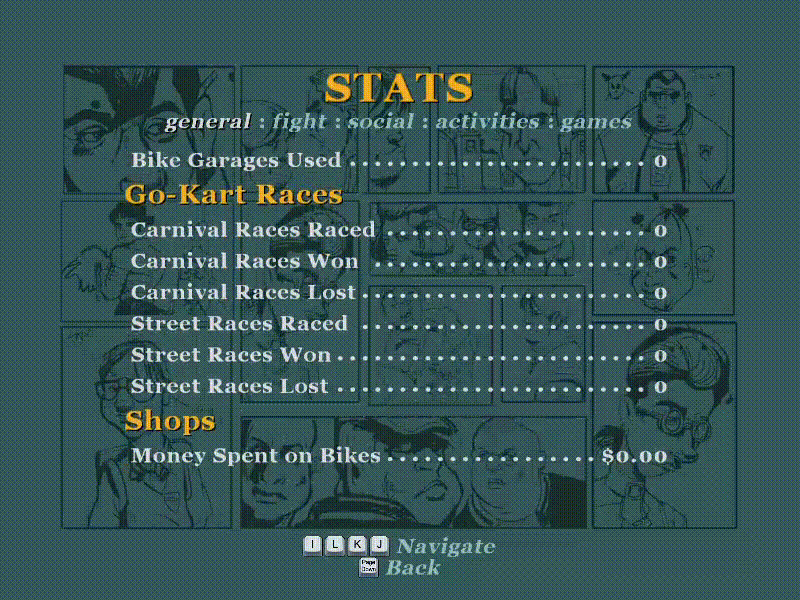 STATS
general : fight : social : activities : games
Bike Garages Used ........................ 0
Go-Kart Races
Carnival Races Raced ..................... 0
Carnival Races Won ...................... 0
Carnival Races Lost ....................... 0
Street Races Raced ....................... 0
Street Races Won ......................... 0
Street Races Lost ......................... 0
Shops
Money Spent on Bikes ................. $0.00
I L K J Navigate
Page Down Back